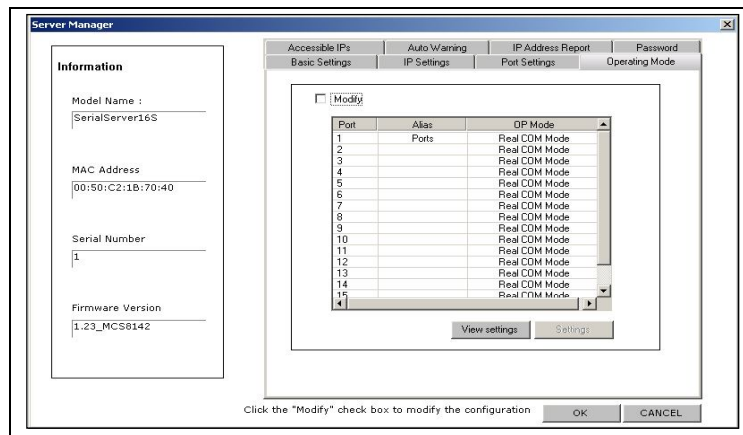 Server Manager
Information
Model Name :
SerialServer16S
MAC Address
00:50:C2:1B:70:40
Serial Number
1
Firmware Version
1.23_MCS8142
Accessible IPs Auto Warning IP Address Report Password
Basic Settings IP Settings Port Settings Operating Mode
Modify
Port Alias OP Mode
1 Ports Real COM Mode
2 Real COM Mode
3 Real COM Mode
4 Real COM Mode
5 Real COM Mode
6 Real COM Mode
7 Real COM Mode
8 Real COM Mode
9 Real COM Mode
10 Real COM Mode
11 Real COM Mode
12 Real COM Mode
13 Real COM Mode
14 Real COM Mode
15 Real COM Mode
View settings Settings
Click the "Modify" check box to modify the configuration OK CANCEL